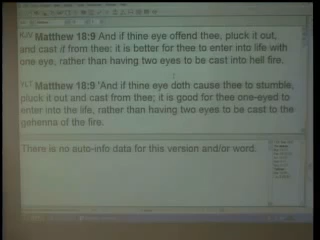 KJV Matthew 18:9 And if thine eye offend thee, pluck it out,
and cast it from thee: it is better for thee to enter into life with
one eye, rather than having two eyes to be cast into hell fire.
YLT Matthew 18:9 'And if thine eye doth cause thee to stumble,
pluck it out and cast from thee; it is good for thee one-eyed to
enter into the life, rather than having two eyes to be cast to the
gehenna of the fire.
There is no auto-info data for this version and/or word.